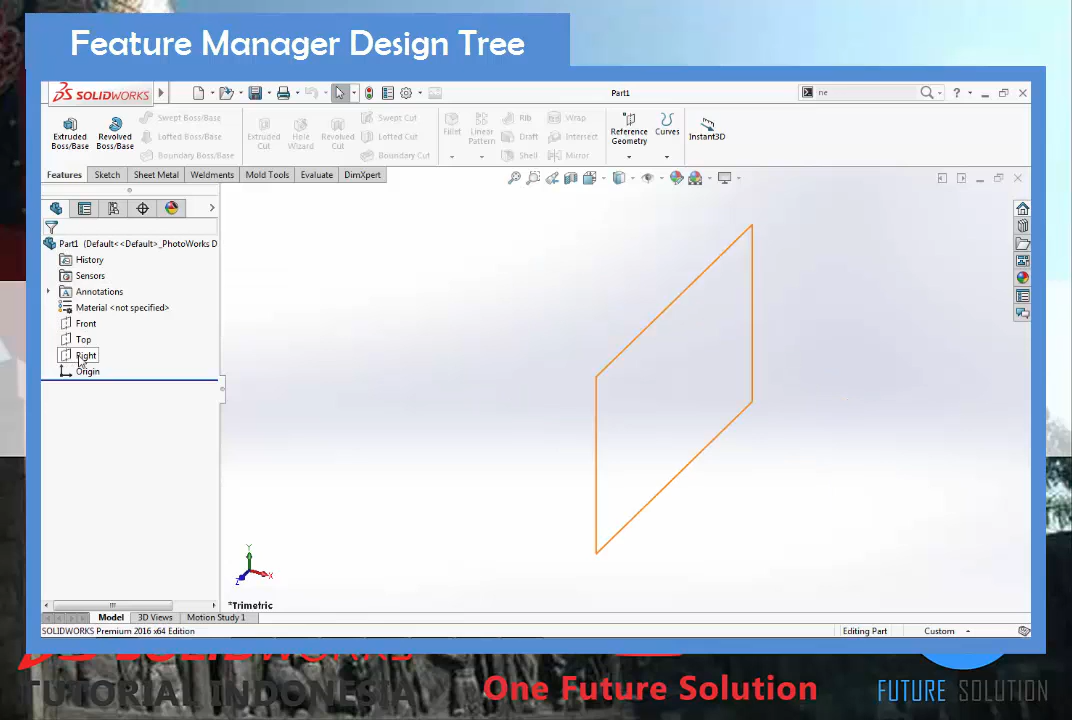 Feature Manager Design Tree
SOLIDWORKS
Part1
ne
Extruded Boss/Base
Revolved Boss/Base
Swept Boss/Base
Lofted Boss/Base
Boundary Boss/Base
Extruded Cut
Hole Wizard
Revolved Cut
Swept Cut
Lofted Cut
Boundary Cut
Fillet
Linear Pattern
Rib
Draft
Shell
Wrap
Intersect
Mirror
Reference Geometry
Curves
Instant3D
Features
Sketch
Sheet Metal
Weldments
Mold Tools
Evaluate
DimXpert
Part1 (Default<<Default>_PhotoWorks D
History
Sensors
Annotations
Material <not specified>
Front
Top
Right
Origin
Y
Z
X
*Trimetric
Model
3D Views
Motion Study 1
SOLIDWORKS Premium 2016 x64 Edition
Editing Part
Custom
TUTORIAL INDONESIA
One Future Solution
FUTURE SOLUTION